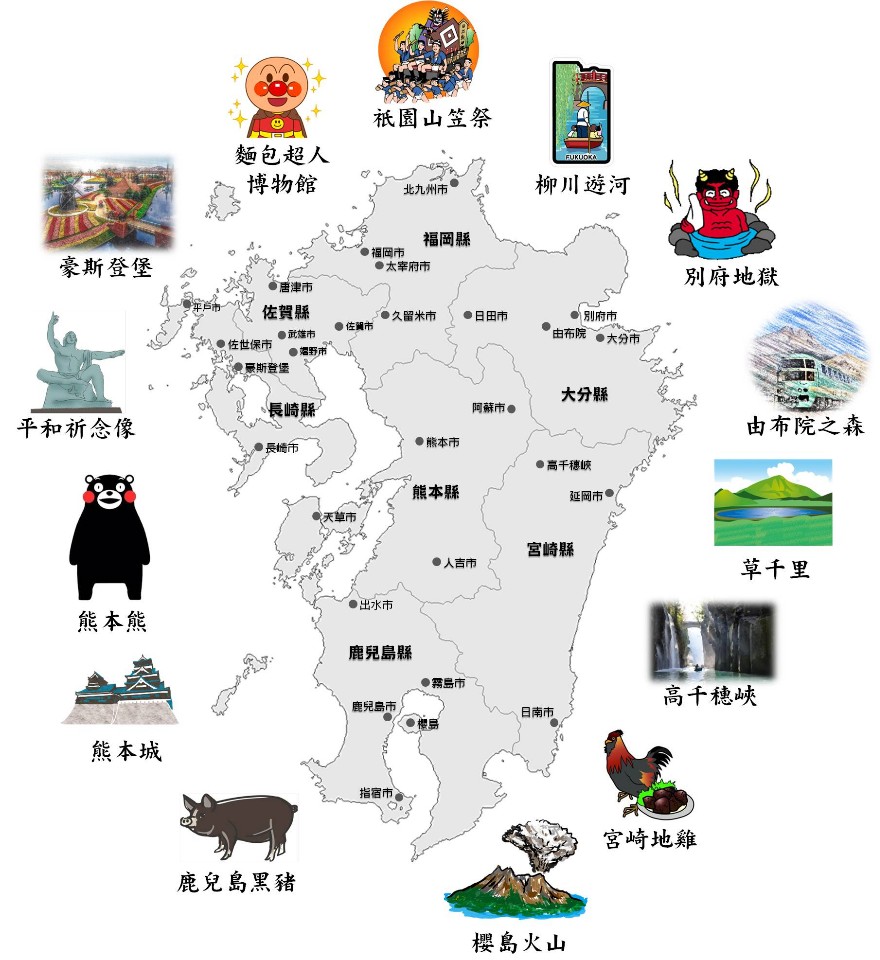 祇園山笠祭
麵包超人
博物館
柳川遊河
FUKUOKA
豪斯登堡
別府地獄
平和祈念像
由布院之森
熊本熊
草千里
熊本城
高千穗峽
鹿兒島黑豬
宮崎地雞
櫻島火山
北九州市
福岡縣
福岡市
太宰府市
唐津市
平戶市
佐賀縣
佐賀市
久留米市
日田市
別府市
由布院
大分市
武雄市
嬉野市
佐世保市
豪斯登堡
大分縣
長崎縣
阿蘇市
長崎市
熊本市
高千穗峽
熊本縣
延岡市
天草市
宮崎縣
人吉市
出水市
鹿兒島縣
霧島市
鹿兒島市
櫻島
日南市
指宿市